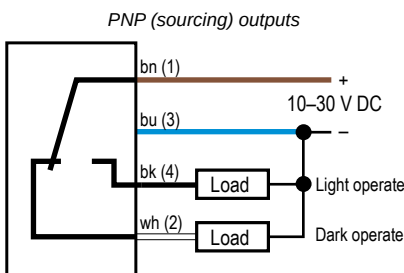 PNP (sourcing) outputs
bn (1)
+
10–30 V DC
bu (3)
–
bk (4)
Load
Light operate
wh (2)
Load
Dark operate